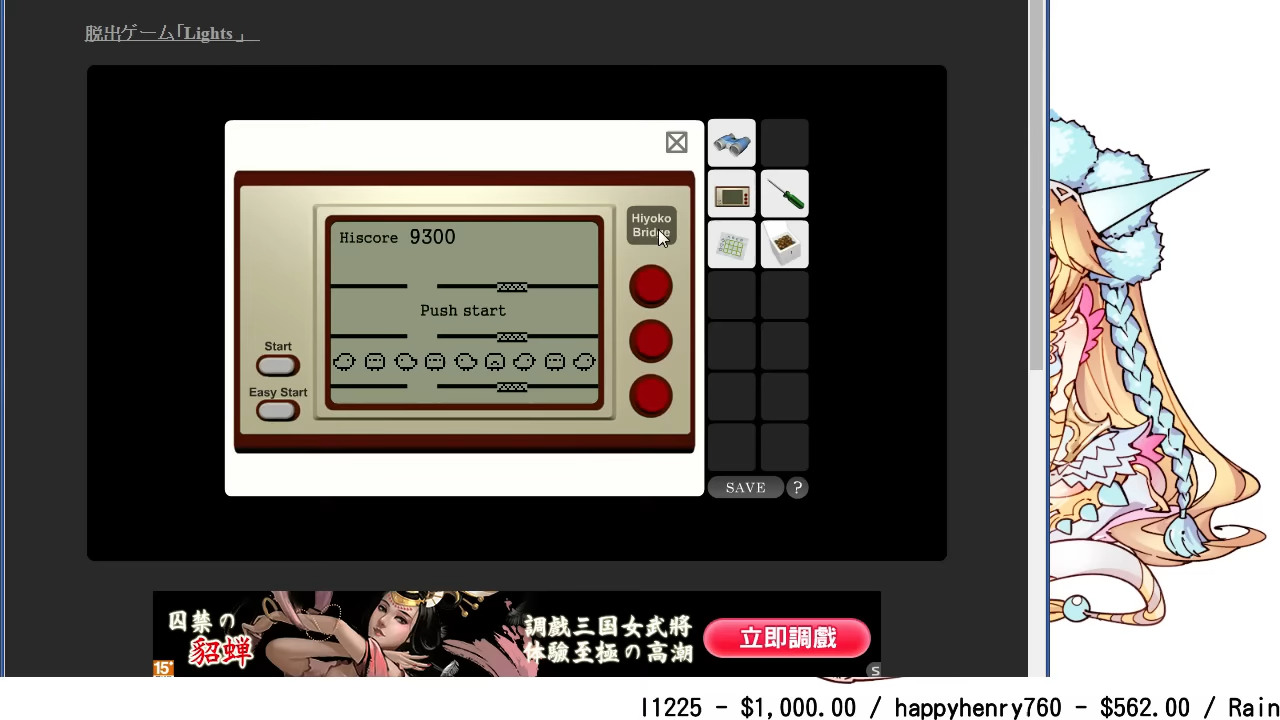 脱出ゲーム「Lights 」
Hiscore 9300
Hiyoko
Bridge
Push start
Start
Easy Start
SAVE ?
囚禁の
貂蝉
調戲三国女武將
体験至極の高潮
立即調戲
15+
S
l1225 - $1,000.00 / happyhenry760 - $562.00 / Rain